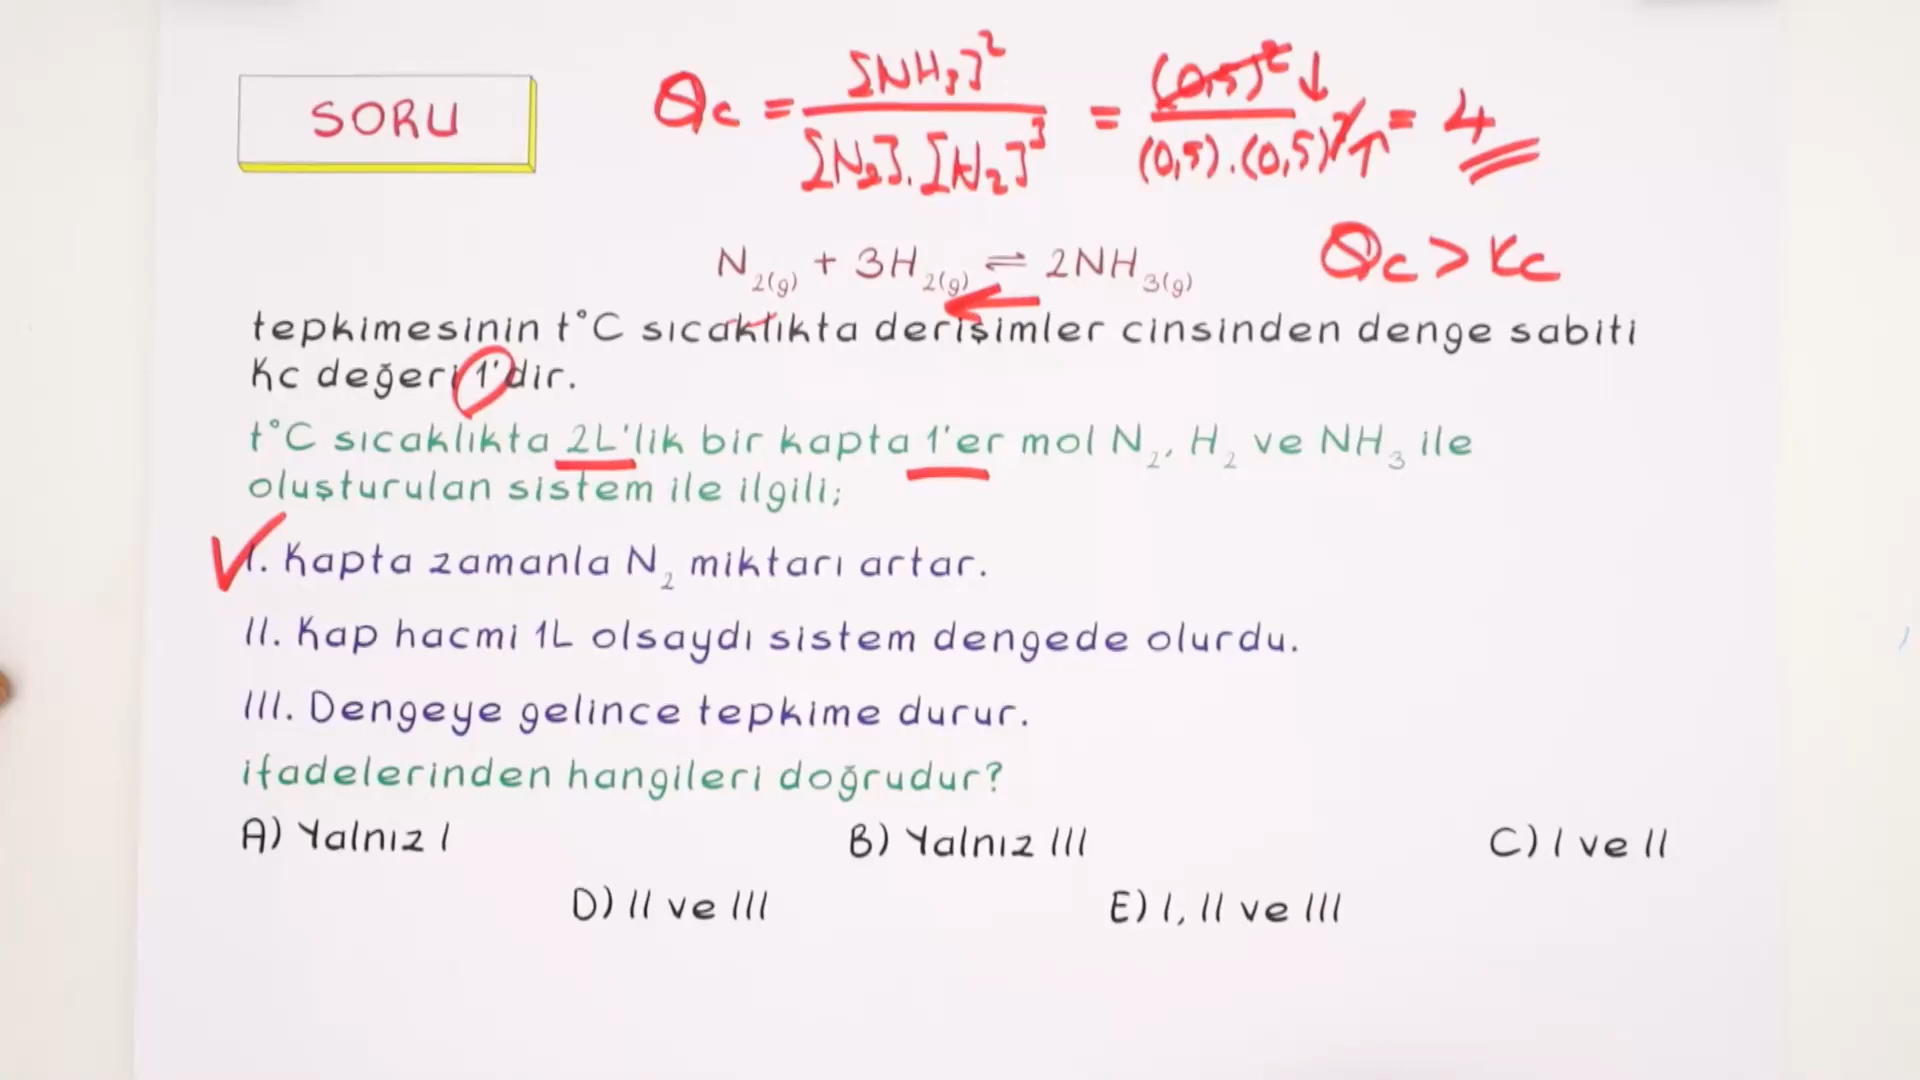 SORU
Qc = [NH3]² / [N2].[H2]³ = (0,5)² / (0,5).(0,5)³ = 4
N2(g) + 3H2(g) ⇌ 2NH3(g)
Qc > Kc
tepkimesinin t°C sıcaklıkta derişimler cinsinden denge sabiti
Kc değeri 1'dir.
t°C sıcaklıkta 2L'lik bir kapta 1'er mol N2, H2 ve NH3 ile
oluşturulan sistem ile ilgili;
I. Kapta zamanla N2 miktarı artar.
II. Kap hacmi 1L olsaydı sistem dengede olurdu.
III. Dengeye gelince tepkime durur.
ifadelerinden hangileri doğrudur?
A) Yalnız I B) Yalnız III C) I ve II
D) II ve III E) I, II ve III